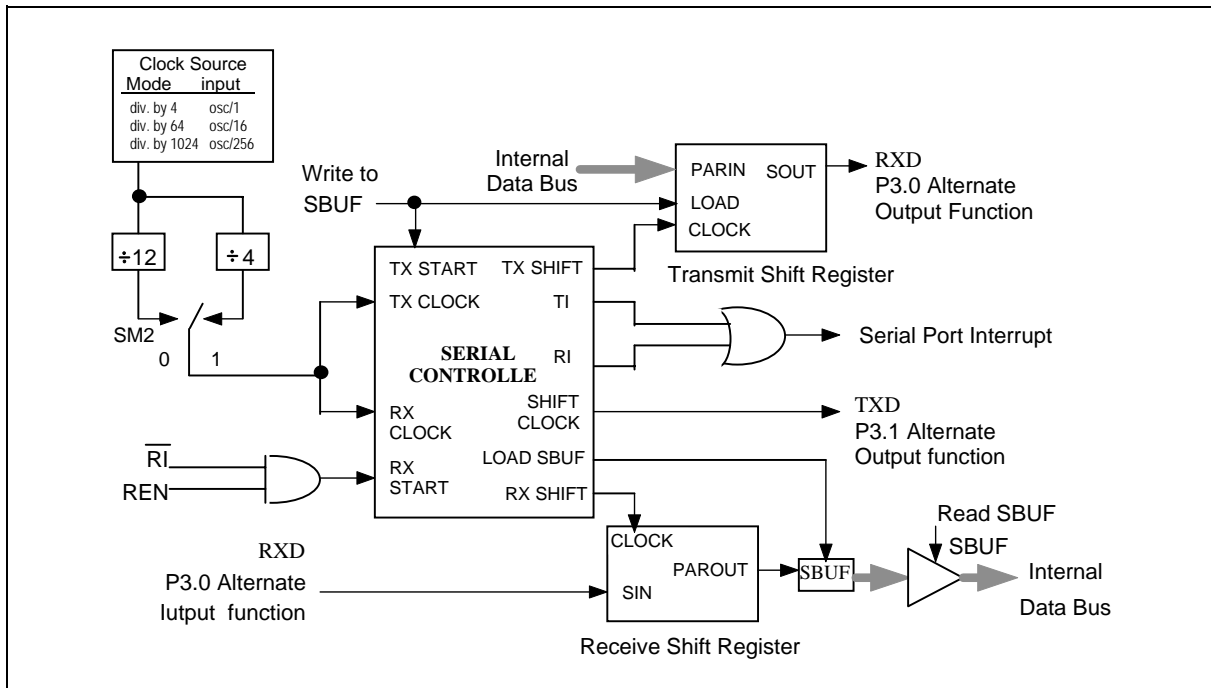 Clock Source
Mode input
div. by 4 osc/1
div. by 64 osc/16
div. by 1024 osc/256
÷12
÷4
SM2
0 1
Write to
SBUF
Internal
Data Bus
PARIN SOUT
LOAD
CLOCK
Transmit Shift Register
RXD
P3.0 Alternate
Output Function
TX START TX SHIFT
TX CLOCK TI
SERIAL
CONTROLLE
RI
RX
CLOCK
SHIFT
CLOCK
LOAD SBUF
RX
START
RX SHIFT
Serial Port Interrupt
TXD
P3.1 Alternate
Output function
RI
REN
RXD
P3.0 Alternate
Iutput function
CLOCK
PAROUT
SIN
Receive Shift Register
SBUF
Read SBUF
SBUF
Internal
Data Bus